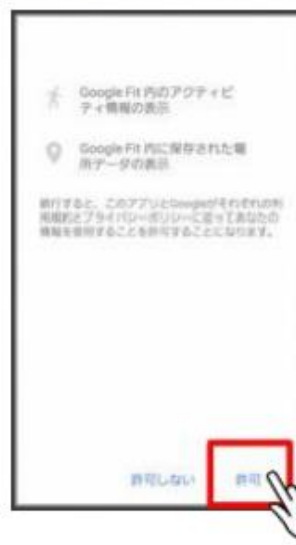 Google Fit 内のアクティビ
ティ情報の表示
Google Fit 内に保存された場
所データの表示
続行すると、このアプリとGoogleがそれぞれの利
用規約とプライバシーポリシーに従ってあなたの
情報を使用することを許可することになります。
許可しない
許可